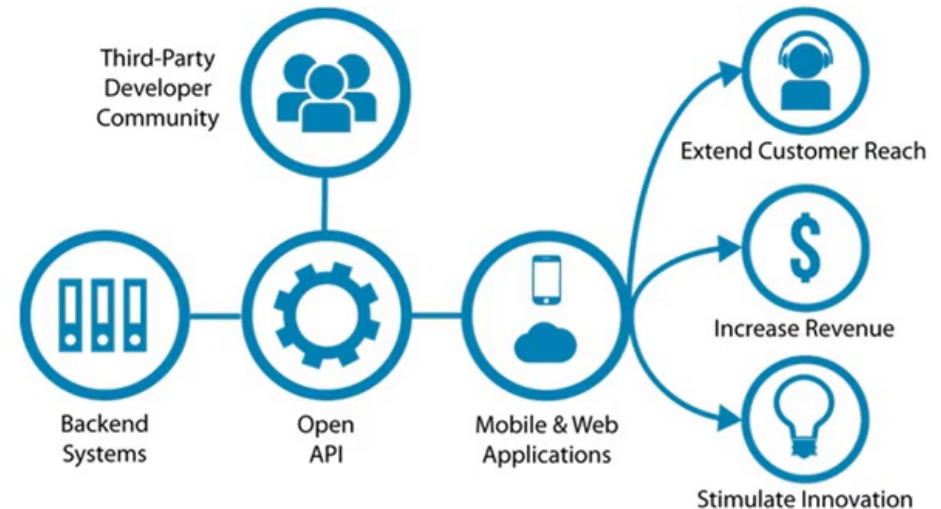 Third-Party
Developer
Community
Extend Customer Reach
$
Increase Revenue
Backend
Systems
Open
API
Mobile & Web
Applications
Stimulate Innovation